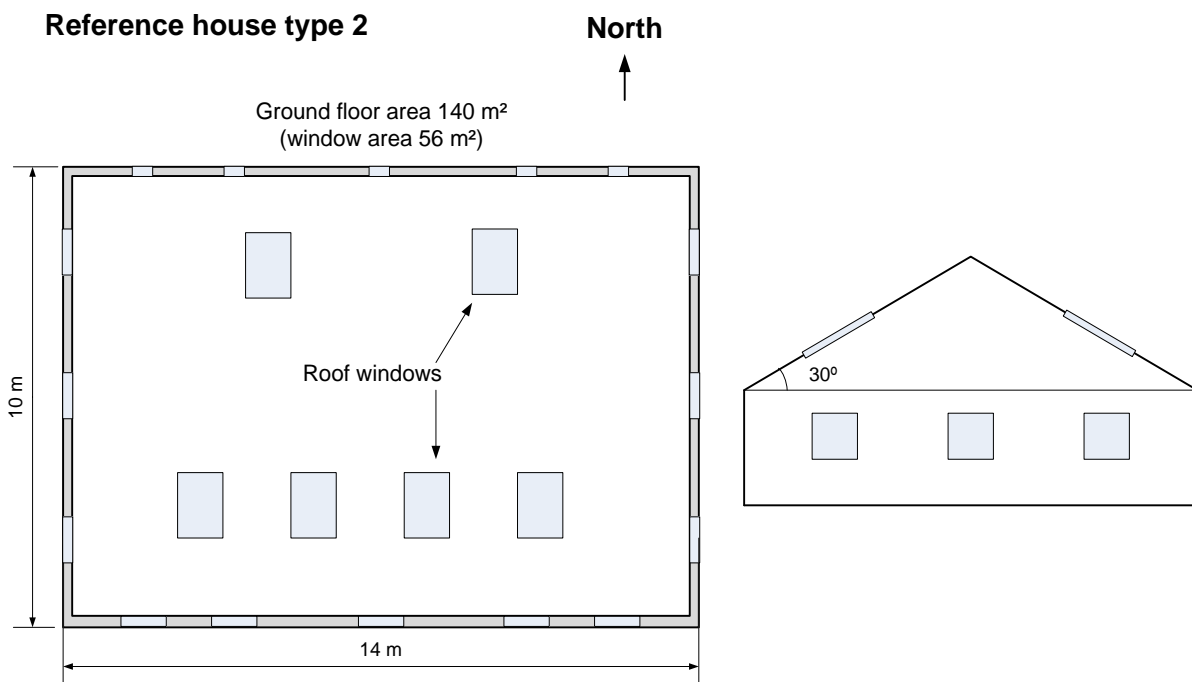 Reference house type 2
North
Ground floor area 140 m²
(window area 56 m²)
Roof windows
30º
10 m
14 m